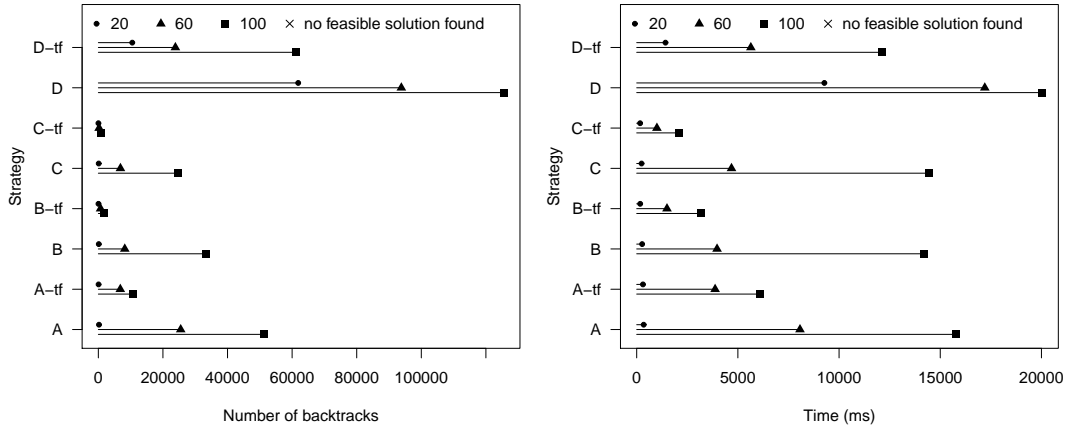 20 60 100 no feasible solution found
D−tf
D
C−tf
C
B−tf
B
A−tf
A
Strategy
0 20000 40000 60000 80000 100000
Number of backtracks
20 60 100 no feasible solution found
D−tf
D
C−tf
C
B−tf
B
A−tf
A
Strategy
0 5000 10000 15000 20000
Time (ms)